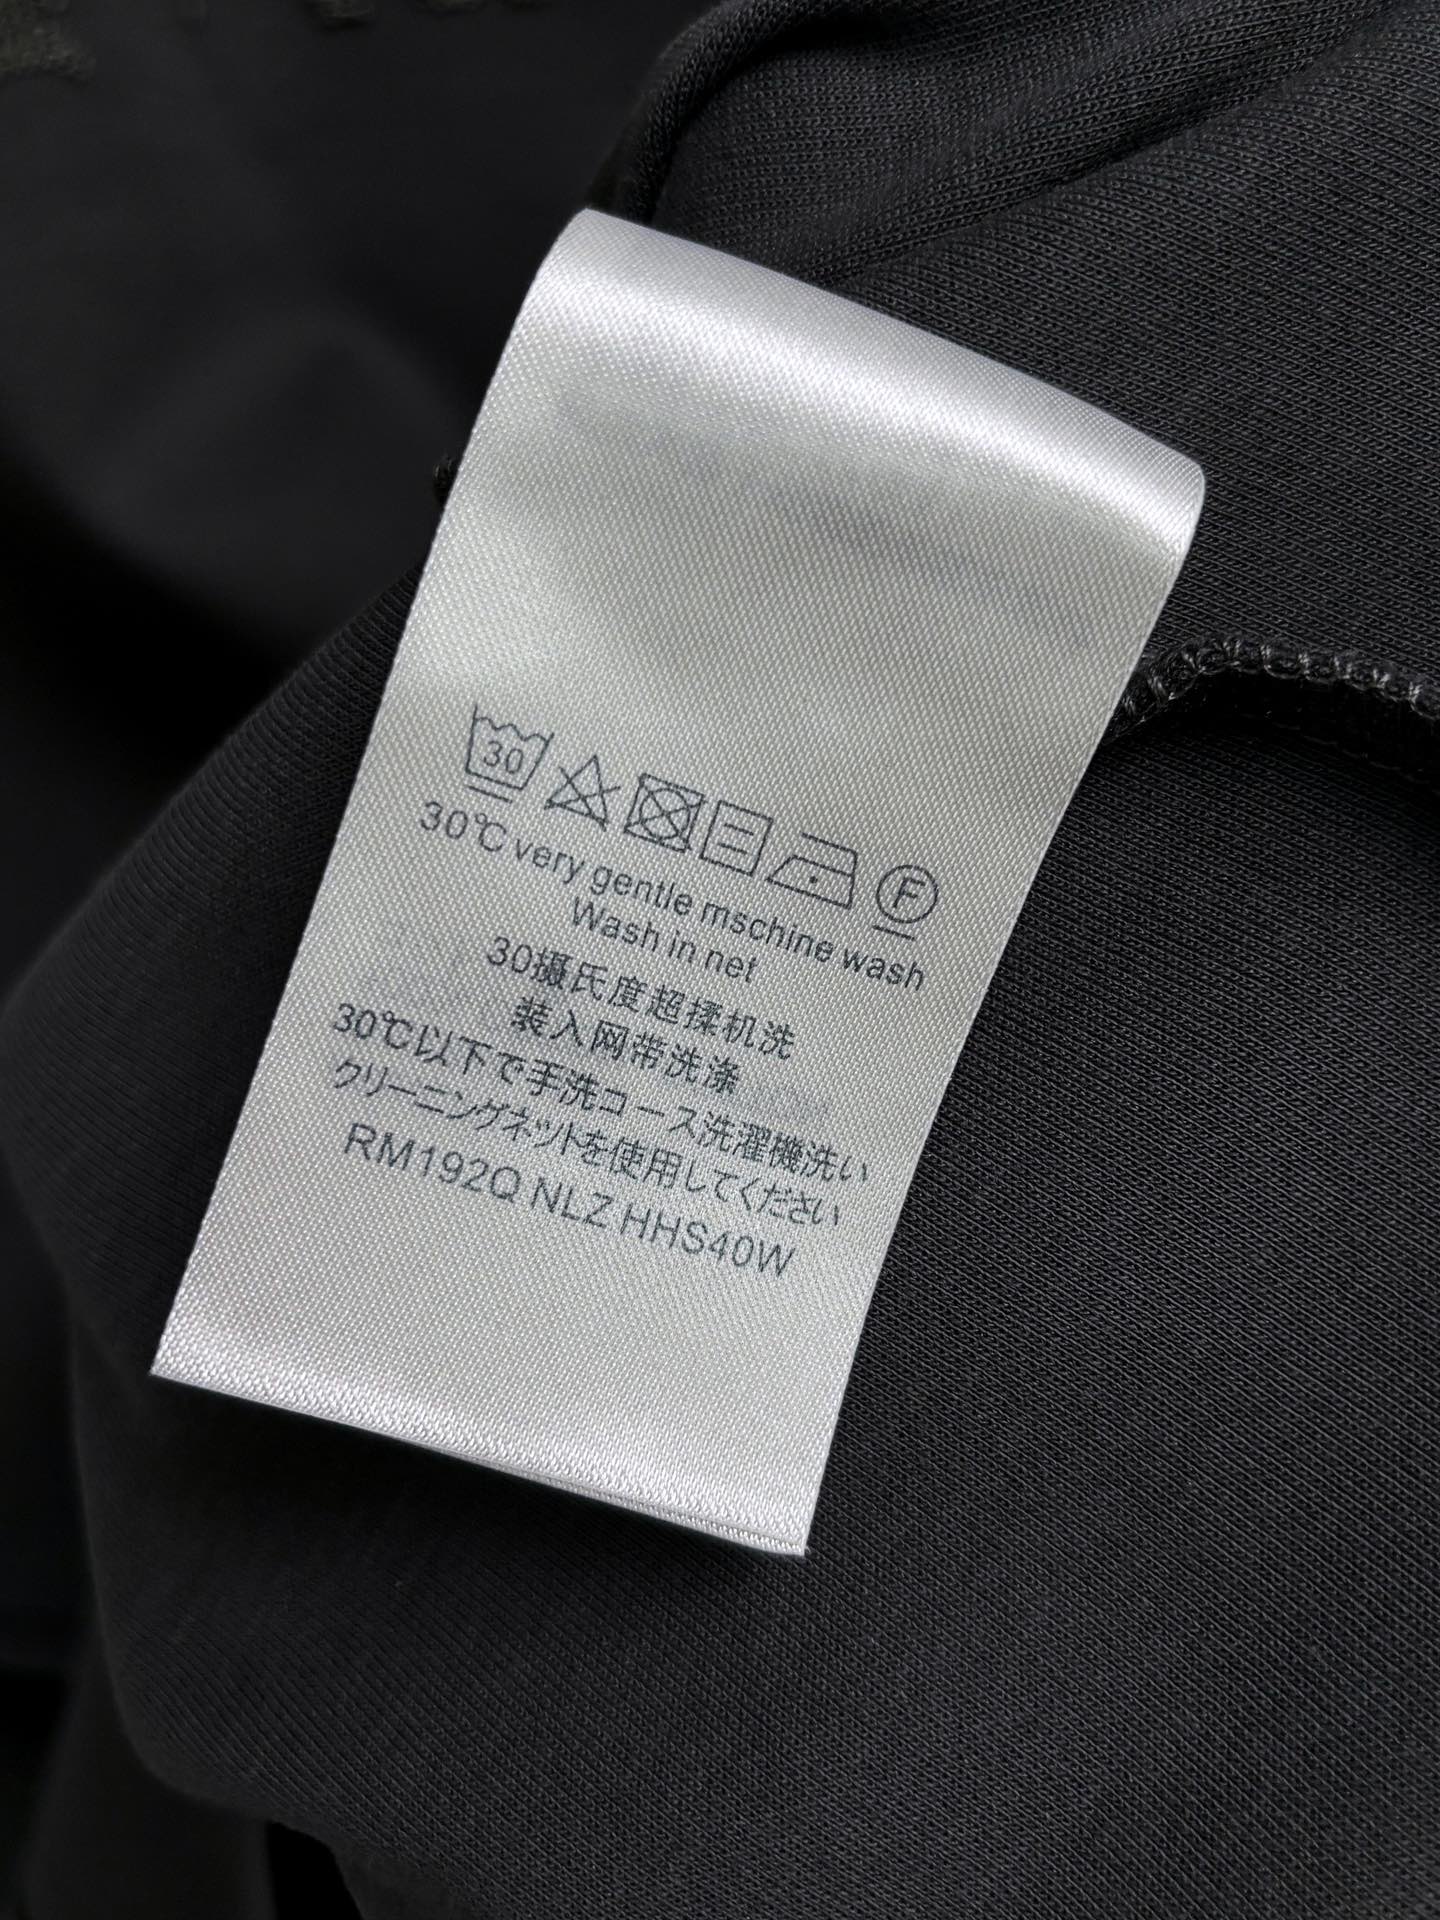 30
F
30℃ very gentle mschine wash
Wash in net
30摄氏度超揉机洗
装入网带洗涤
30℃以下で手洗コース洗濯機洗い
クリーニングネットを使用してください
RM192Q NLZ HHS40W